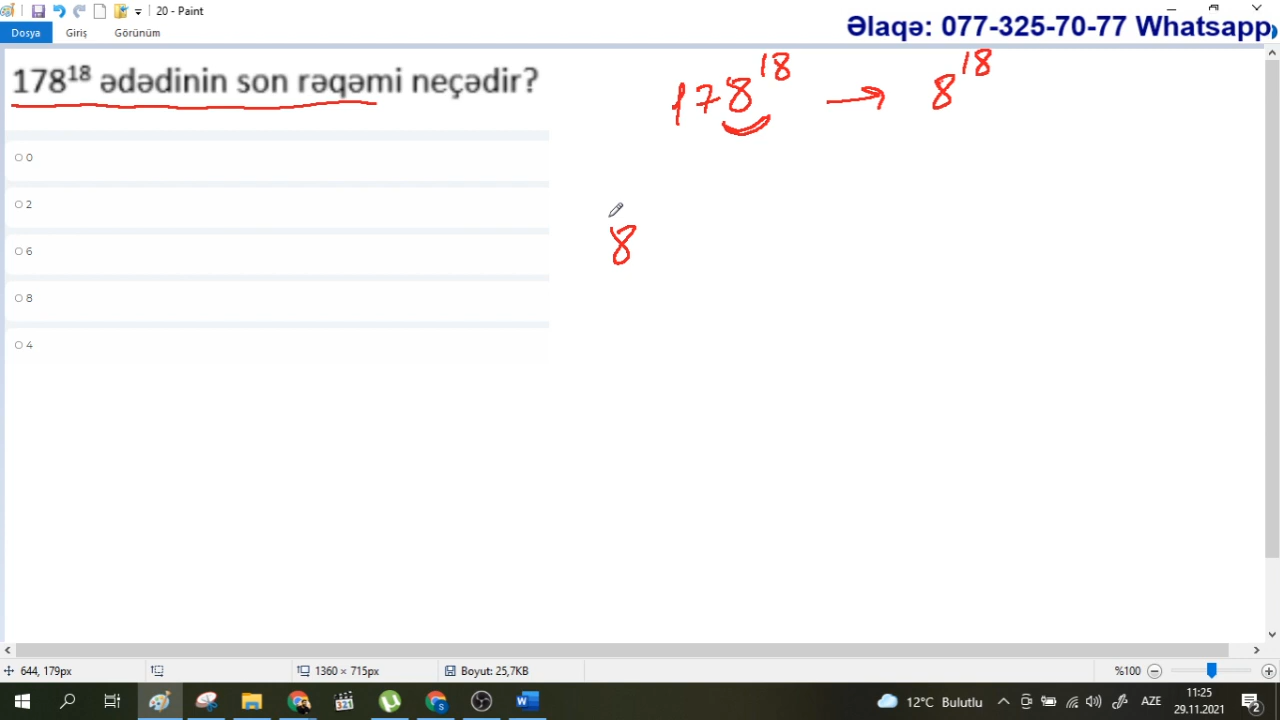 20 - Paint
Əlaqə: 077-325-70-77 Whatsapp
Dosya Giriş Görünüm
178¹⁸ ədədinin son rəqəmi neçədir?
178¹⁸ → 8¹⁸
0
2
8
6
8
4
644, 179px 1360 × 715px Boyut: 25,7KB %100
12°C Bulutlu AZE 11:25
29.11.2021 2